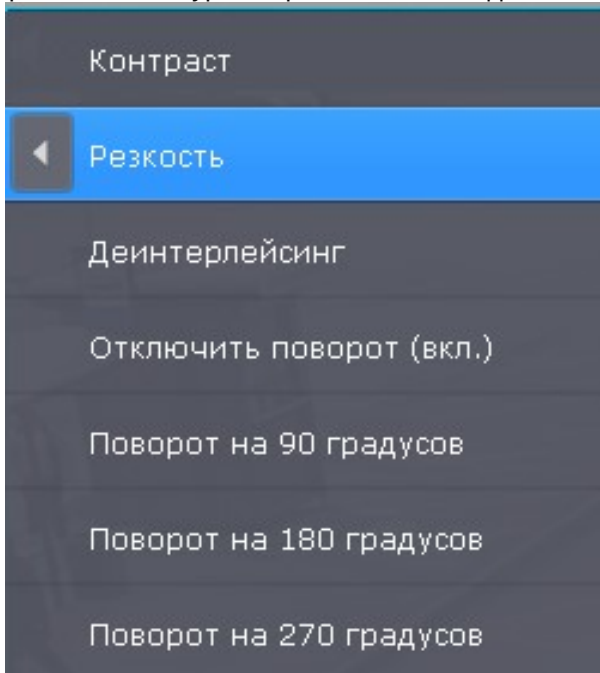 Контраст
Резкость
Деинтерлейсинг
Отключить поворот (вкл.)
Поворот на 90 градусов
Поворот на 180 градусов
Поворот на 270 градусов